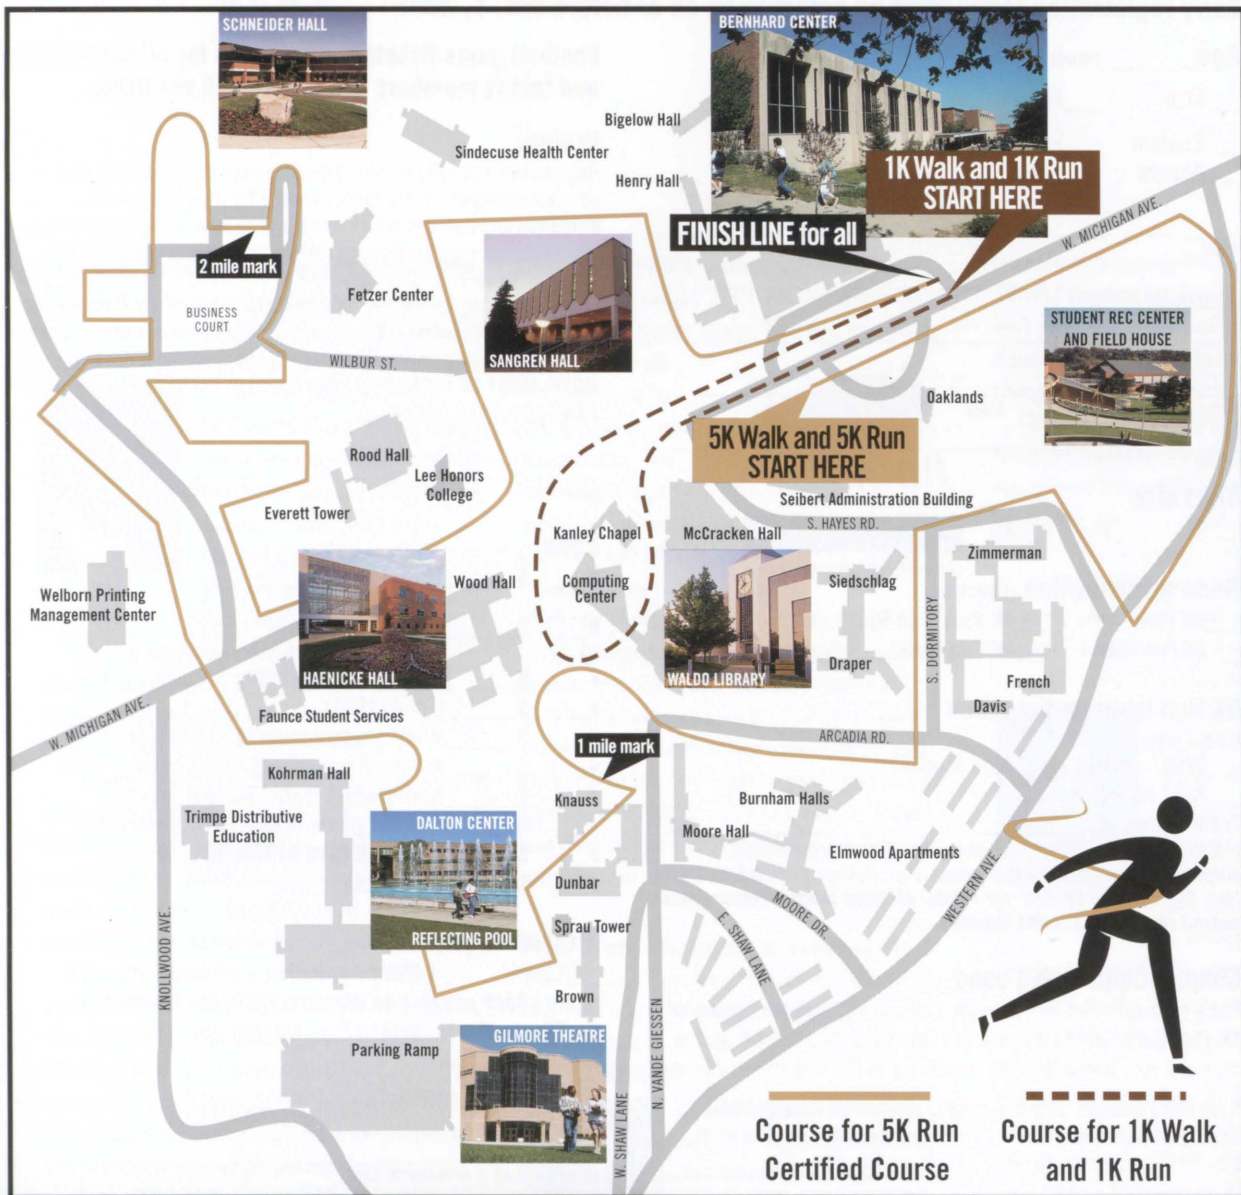 SCHNEIDER HALL
BERNHARD CENTER
Bigelow Hall
Sindecuse Health Center
Henry Hall
1K Walk and 1K Run
START HERE
FINISH LINE for all
W. MICHIGAN AVE.
2 mile mark
Fetzer Center
BUSINESS
COURT
SANGREN HALL
WILBUR ST.
STUDENT REC CENTER
AND FIELD HOUSE
Oaklands
5K Walk and 5K Run
START HERE
Rood Hall
Lee Honors
College
Everett Tower
Seibert Administration Building
S. HAYES RD.
Kanley Chapel
McCracken Hall
Zimmerman
Wood Hall
Computing
Center
Siedschlag
Welborn Printing
Management Center
S. DORMITORY
HAENICKE HALL
WALDO LIBRARY
Draper
French
Davis
Faunce Student Services
W. MICHIGAN AVE.
ARCADIA RD.
1 mile mark
Kohrman Hall
Knauss
Burnham Halls
Trimpe Distributive
Education
DALTON CENTER
Moore Hall
Elmwood Apartments
WESTERN AVE.
Dunbar
MOORE DR.
E. SHAW LANE
Sprau Tower
REFLECTING POOL
KNOLLWOOD AVE.
Brown
GILMORE THEATRE
Parking Ramp
N. VANDE GIESSEN
W. SHAW LANE
Course for 5K Run
Certified Course
Course for 1K Walk
and 1K Run